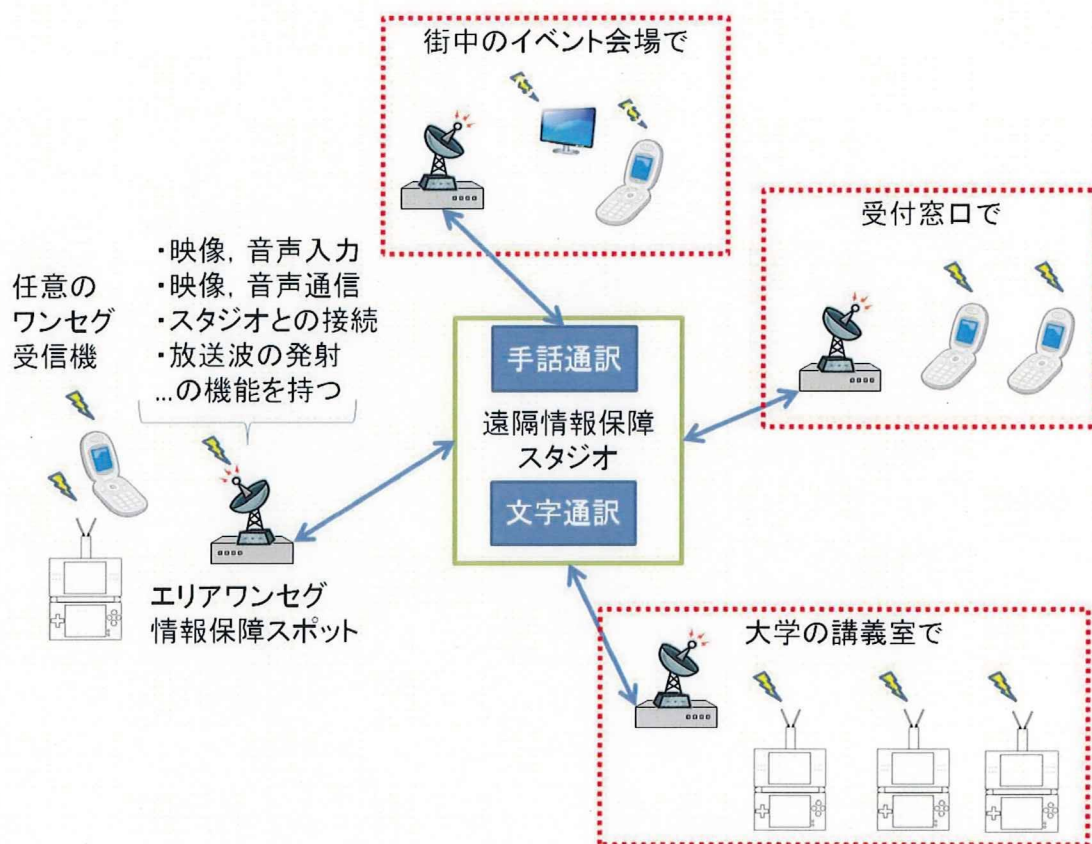 街中のイベント会場で
受付窓口で
・映像, 音声入力
・映像, 音声通信
・スタジオとの接続
・放送波の発射
…の機能を持つ
任意の
ワンセグ
受信機
手話通訳
遠隔情報保障
スタジオ
文字通訳
エリアワンセグ
情報保障スポット
大学の講義室で